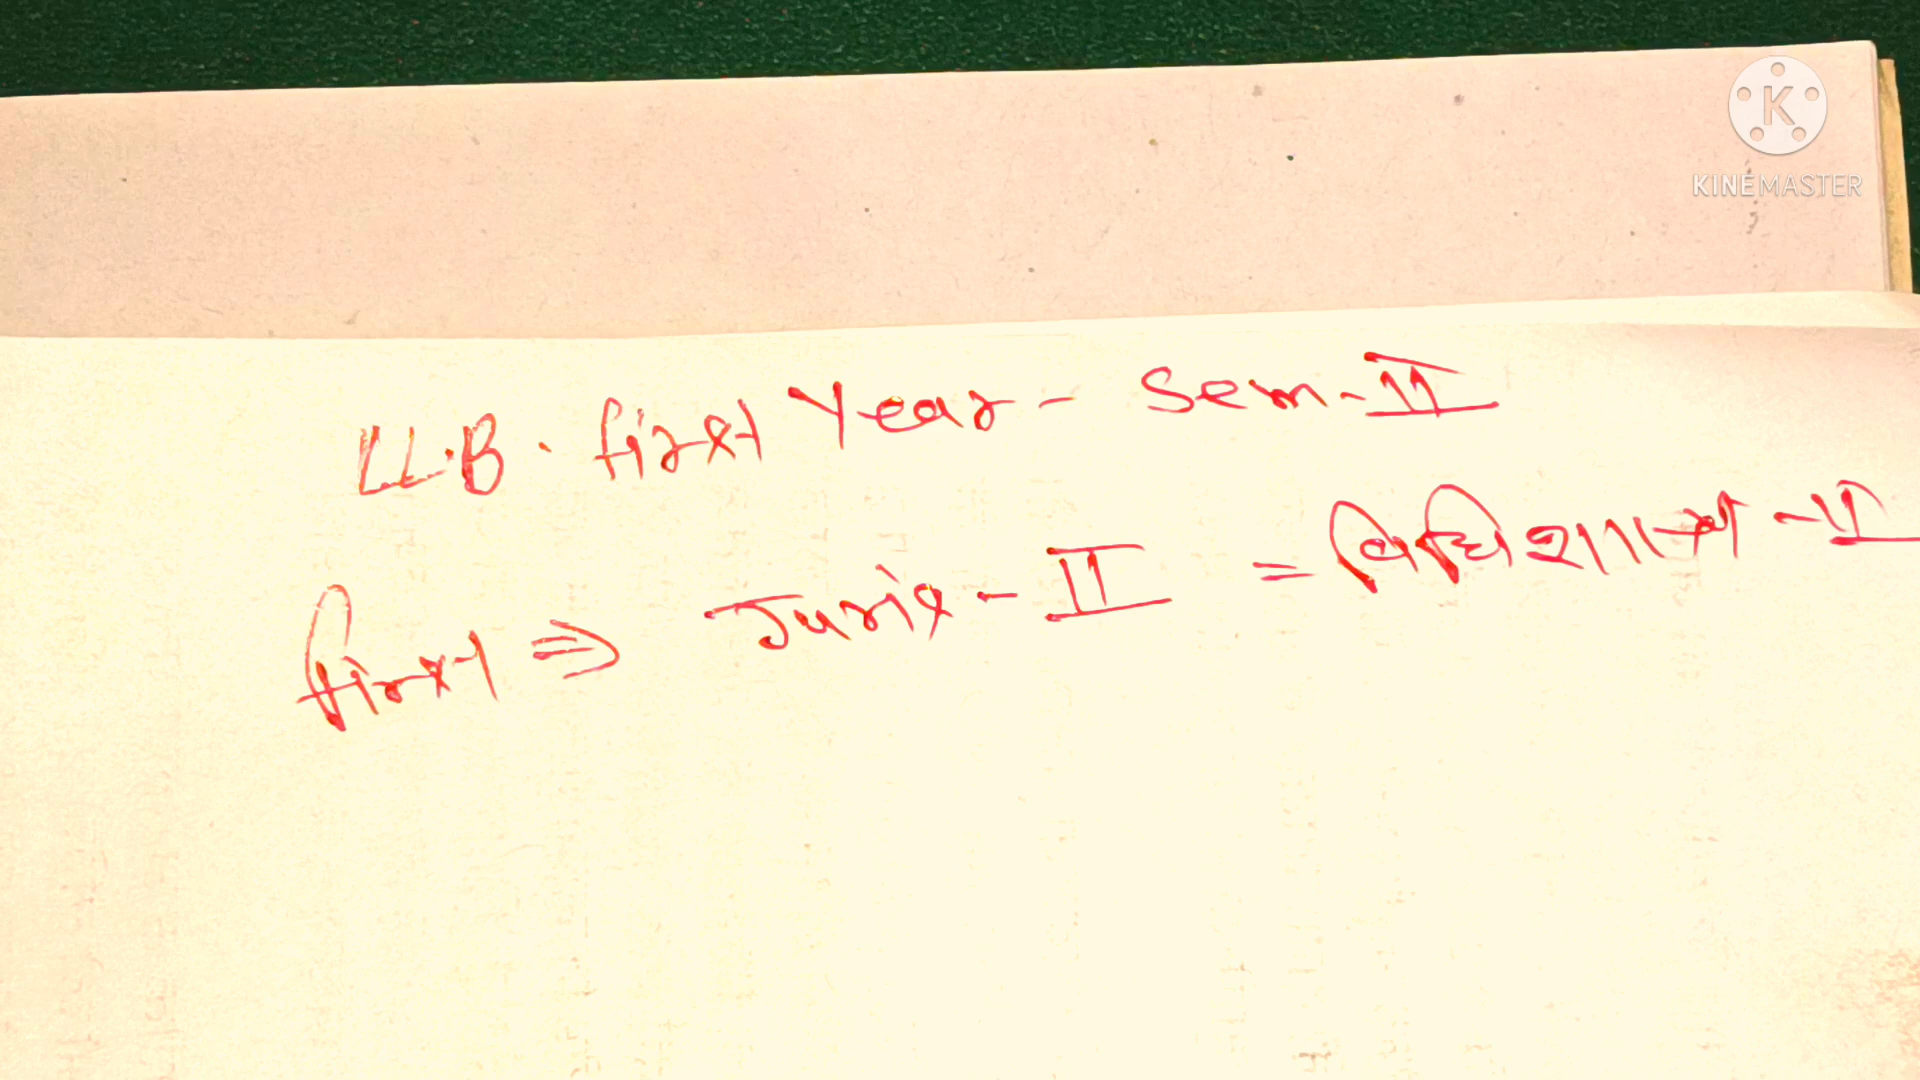 K
KINEMASTER
LL.B. first Year - Sem.-II
first ⇒ Juris - II = विधिशास्त्र - II